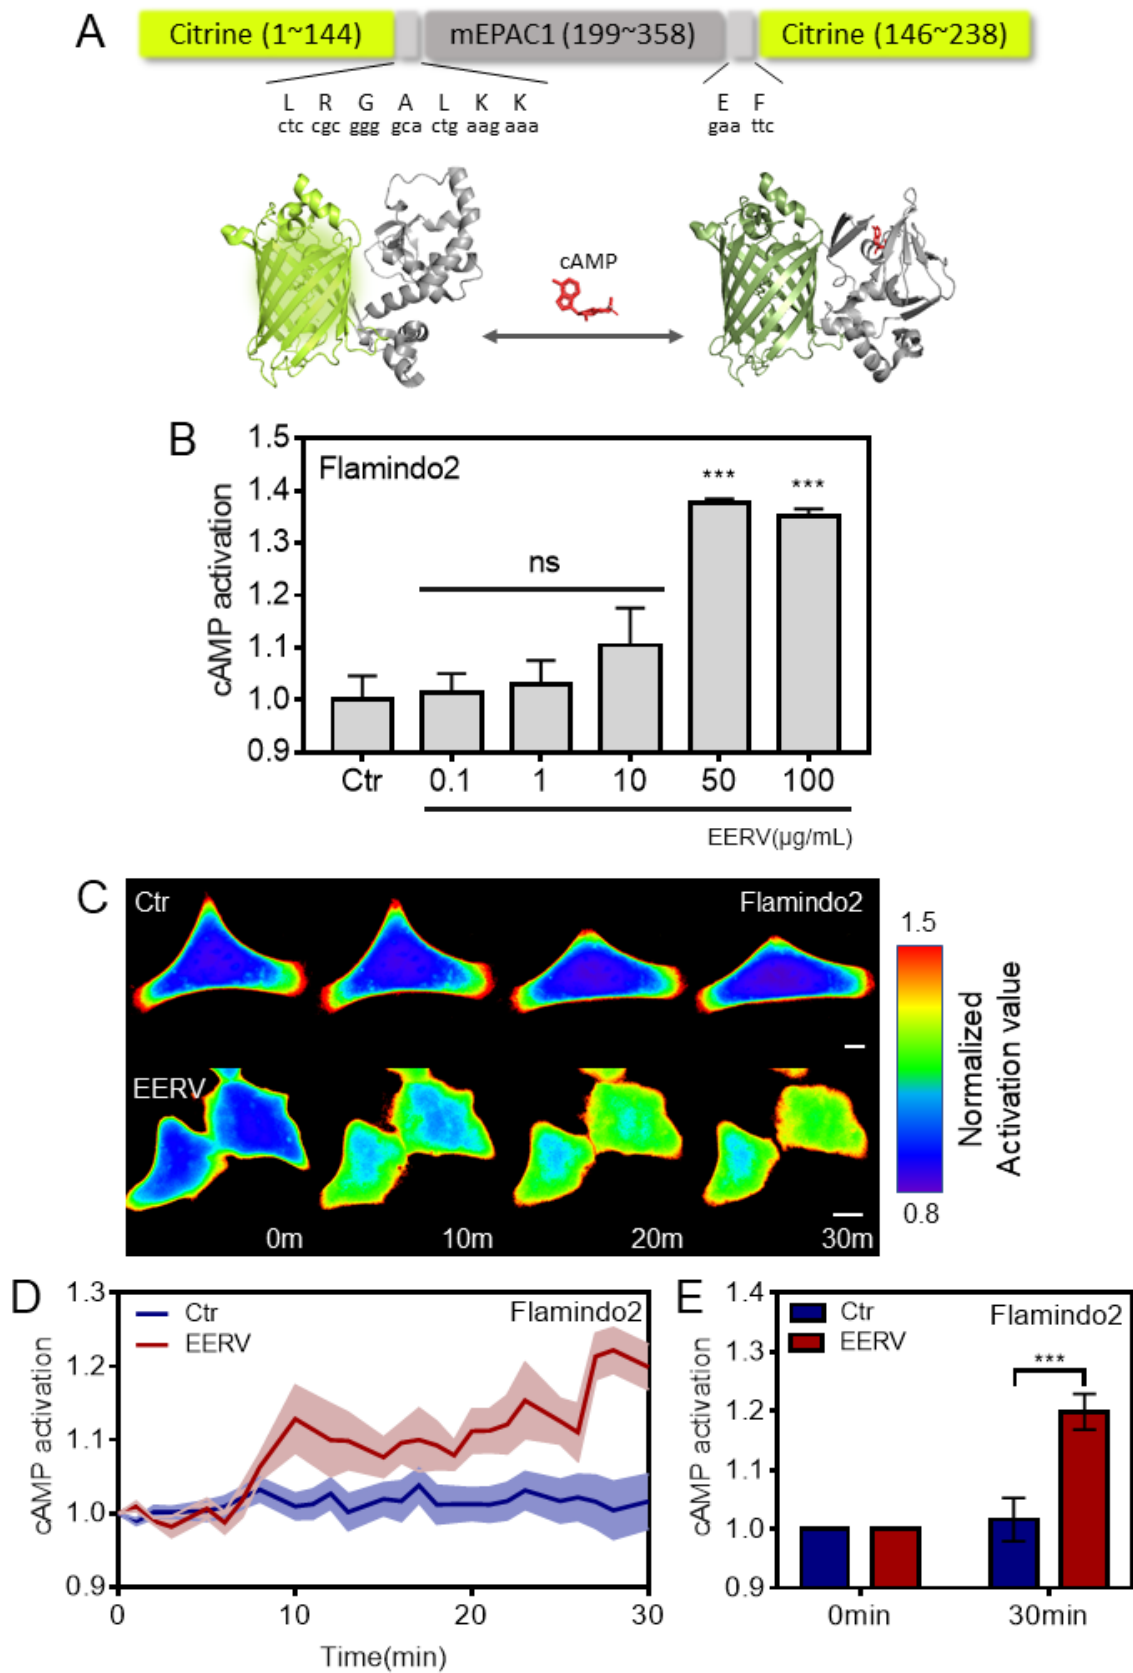 A
Citrine (1~144) mEPAC1 (199~358) Citrine (146~238)
L R G A L K K E F
ctc cgc ggg gca ctg aag aaa gaa ttc
cAMP
B
Flamindo2
cAMP activation
1.5
1.4
1.3
1.2
1.1
1.0
0.9
ns
***
***
Ctr 0.1 1 10 50 100
EERV(µg/mL)
C
Ctr Flamindo2
EERV
0m 10m 20m 30m
1.5
0.8
Normalized
Activation value
D
cAMP activation
1.3
1.2
1.1
1.0
0.9
Ctr
EERV
Flamindo2
0 10 20 30
Time(min)
E
cAMP activation
1.4
1.3
1.2
1.1
1.0
0.9
Ctr
EERV
Flamindo2
***
0min 30min